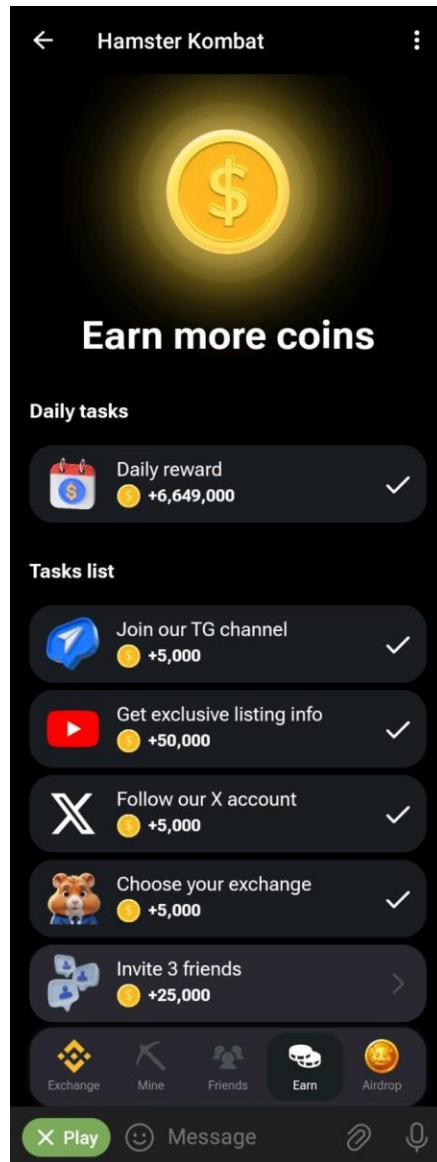 Hamster Kombat
$
Earn more coins
Daily tasks
$
Daily reward
+6,649,000
Tasks list
Join our TG channel
+5,000
Get exclusive listing info
+50,000
X
Follow our X account
+5,000
Choose your exchange
+5,000
Invite 3 friends
+25,000
Exchange Mine Friends Earn Airdrop
Play Message